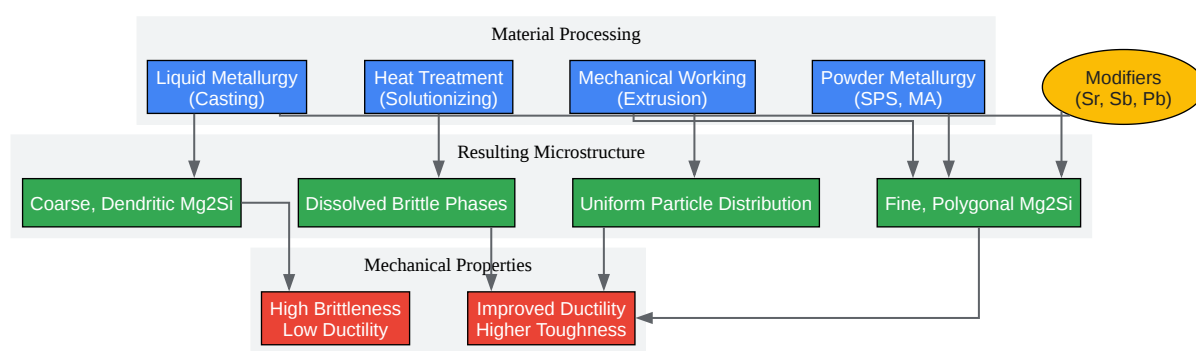 Material Processing
Liquid Metallurgy
(Casting)
Heat Treatment
(Solutionizing)
Mechanical Working
(Extrusion)
Powder Metallurgy
(SPS, MA)
Modifiers
(Sr, Sb, Pb)
Resulting Microstructure
Coarse, Dendritic Mg2Si
Dissolved Brittle Phases
Uniform Particle Distribution
Fine, Polygonal Mg2Si
Mechanical Properties
High Brittleness
Low Ductility
Improved Ductility
Higher Toughness